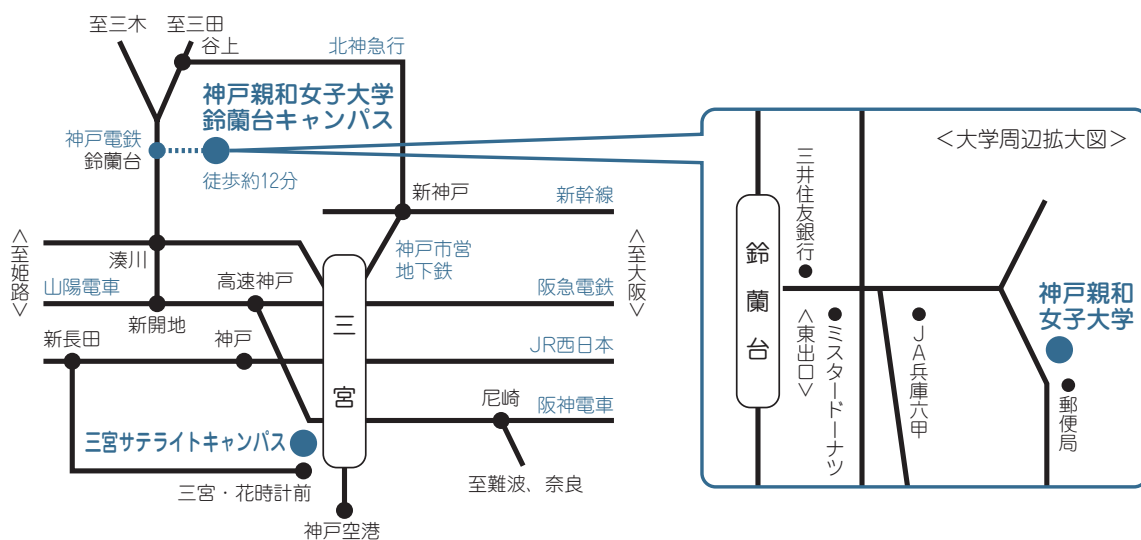 至三木
至三田
谷上
北神急行
神戸親和女子大学
鈴蘭台キャンパス
神戸電鉄
鈴蘭台
徒歩約12分
新神戸
新幹線
＜至姫路＞
湊川
神戸市営
地下鉄
＜至大阪＞
山陽電車
高速神戸
阪急電鉄
新開地
三宮
新長田
神戸
JR西日本
尼崎
阪神電車
三宮サテライトキャンパス
三宮・花時計前
至難波、奈良
神戸空港
＜大学周辺拡大図＞
三井住友銀行
鈴蘭台
＜東出口＞
ミスタードーナツ
ＪＡ兵庫六甲
神戸親和
女子大学
郵便局